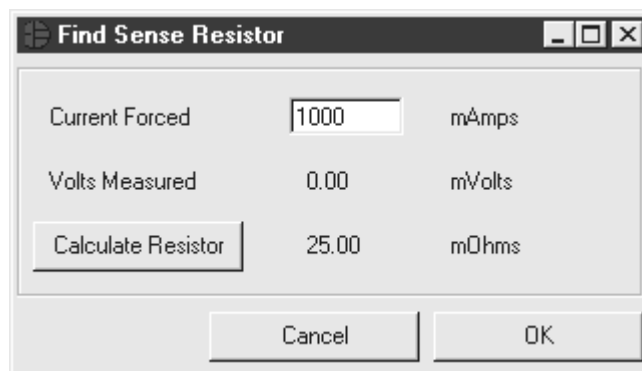 Find Sense Resistor
Current Forced 1000 mAmps
Volts Measured 0.00 mVolts
Calculate Resistor 25.00 mOhms
Cancel OK